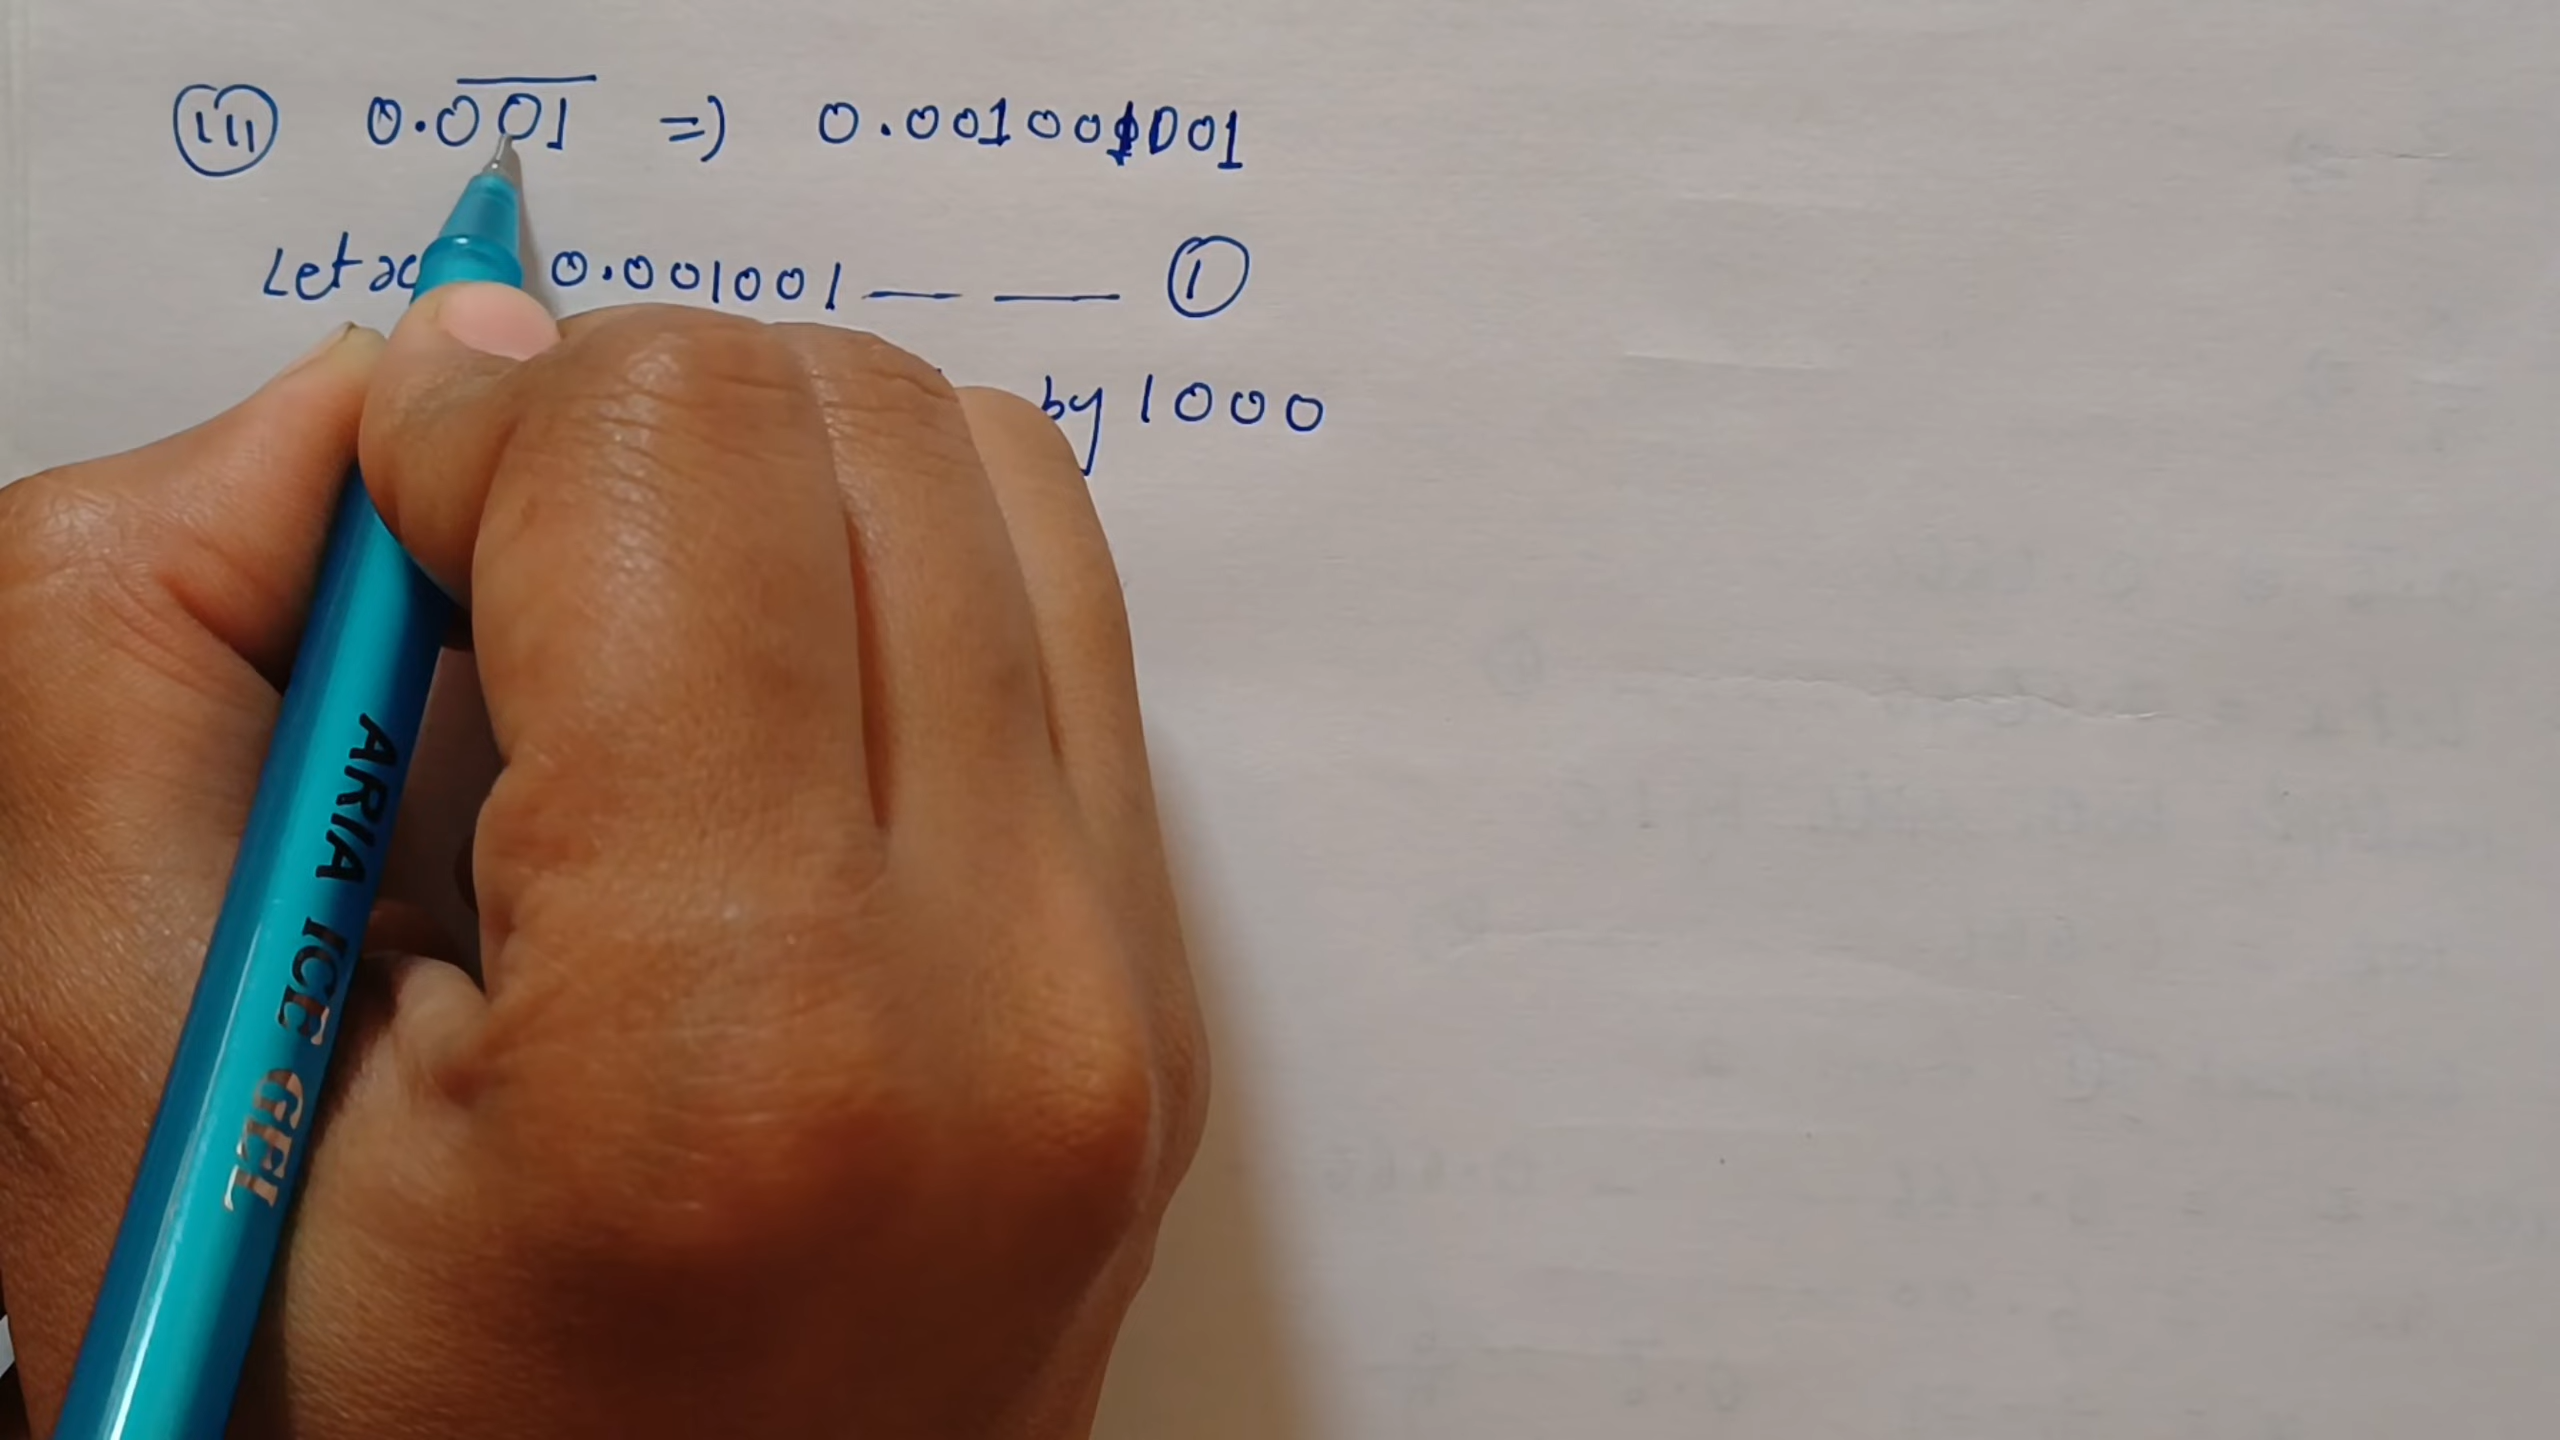 (iii) 0.001̅ => 0.001001001
Let x 0.001001 — — ①
by 1000
ARIA ICE GEL